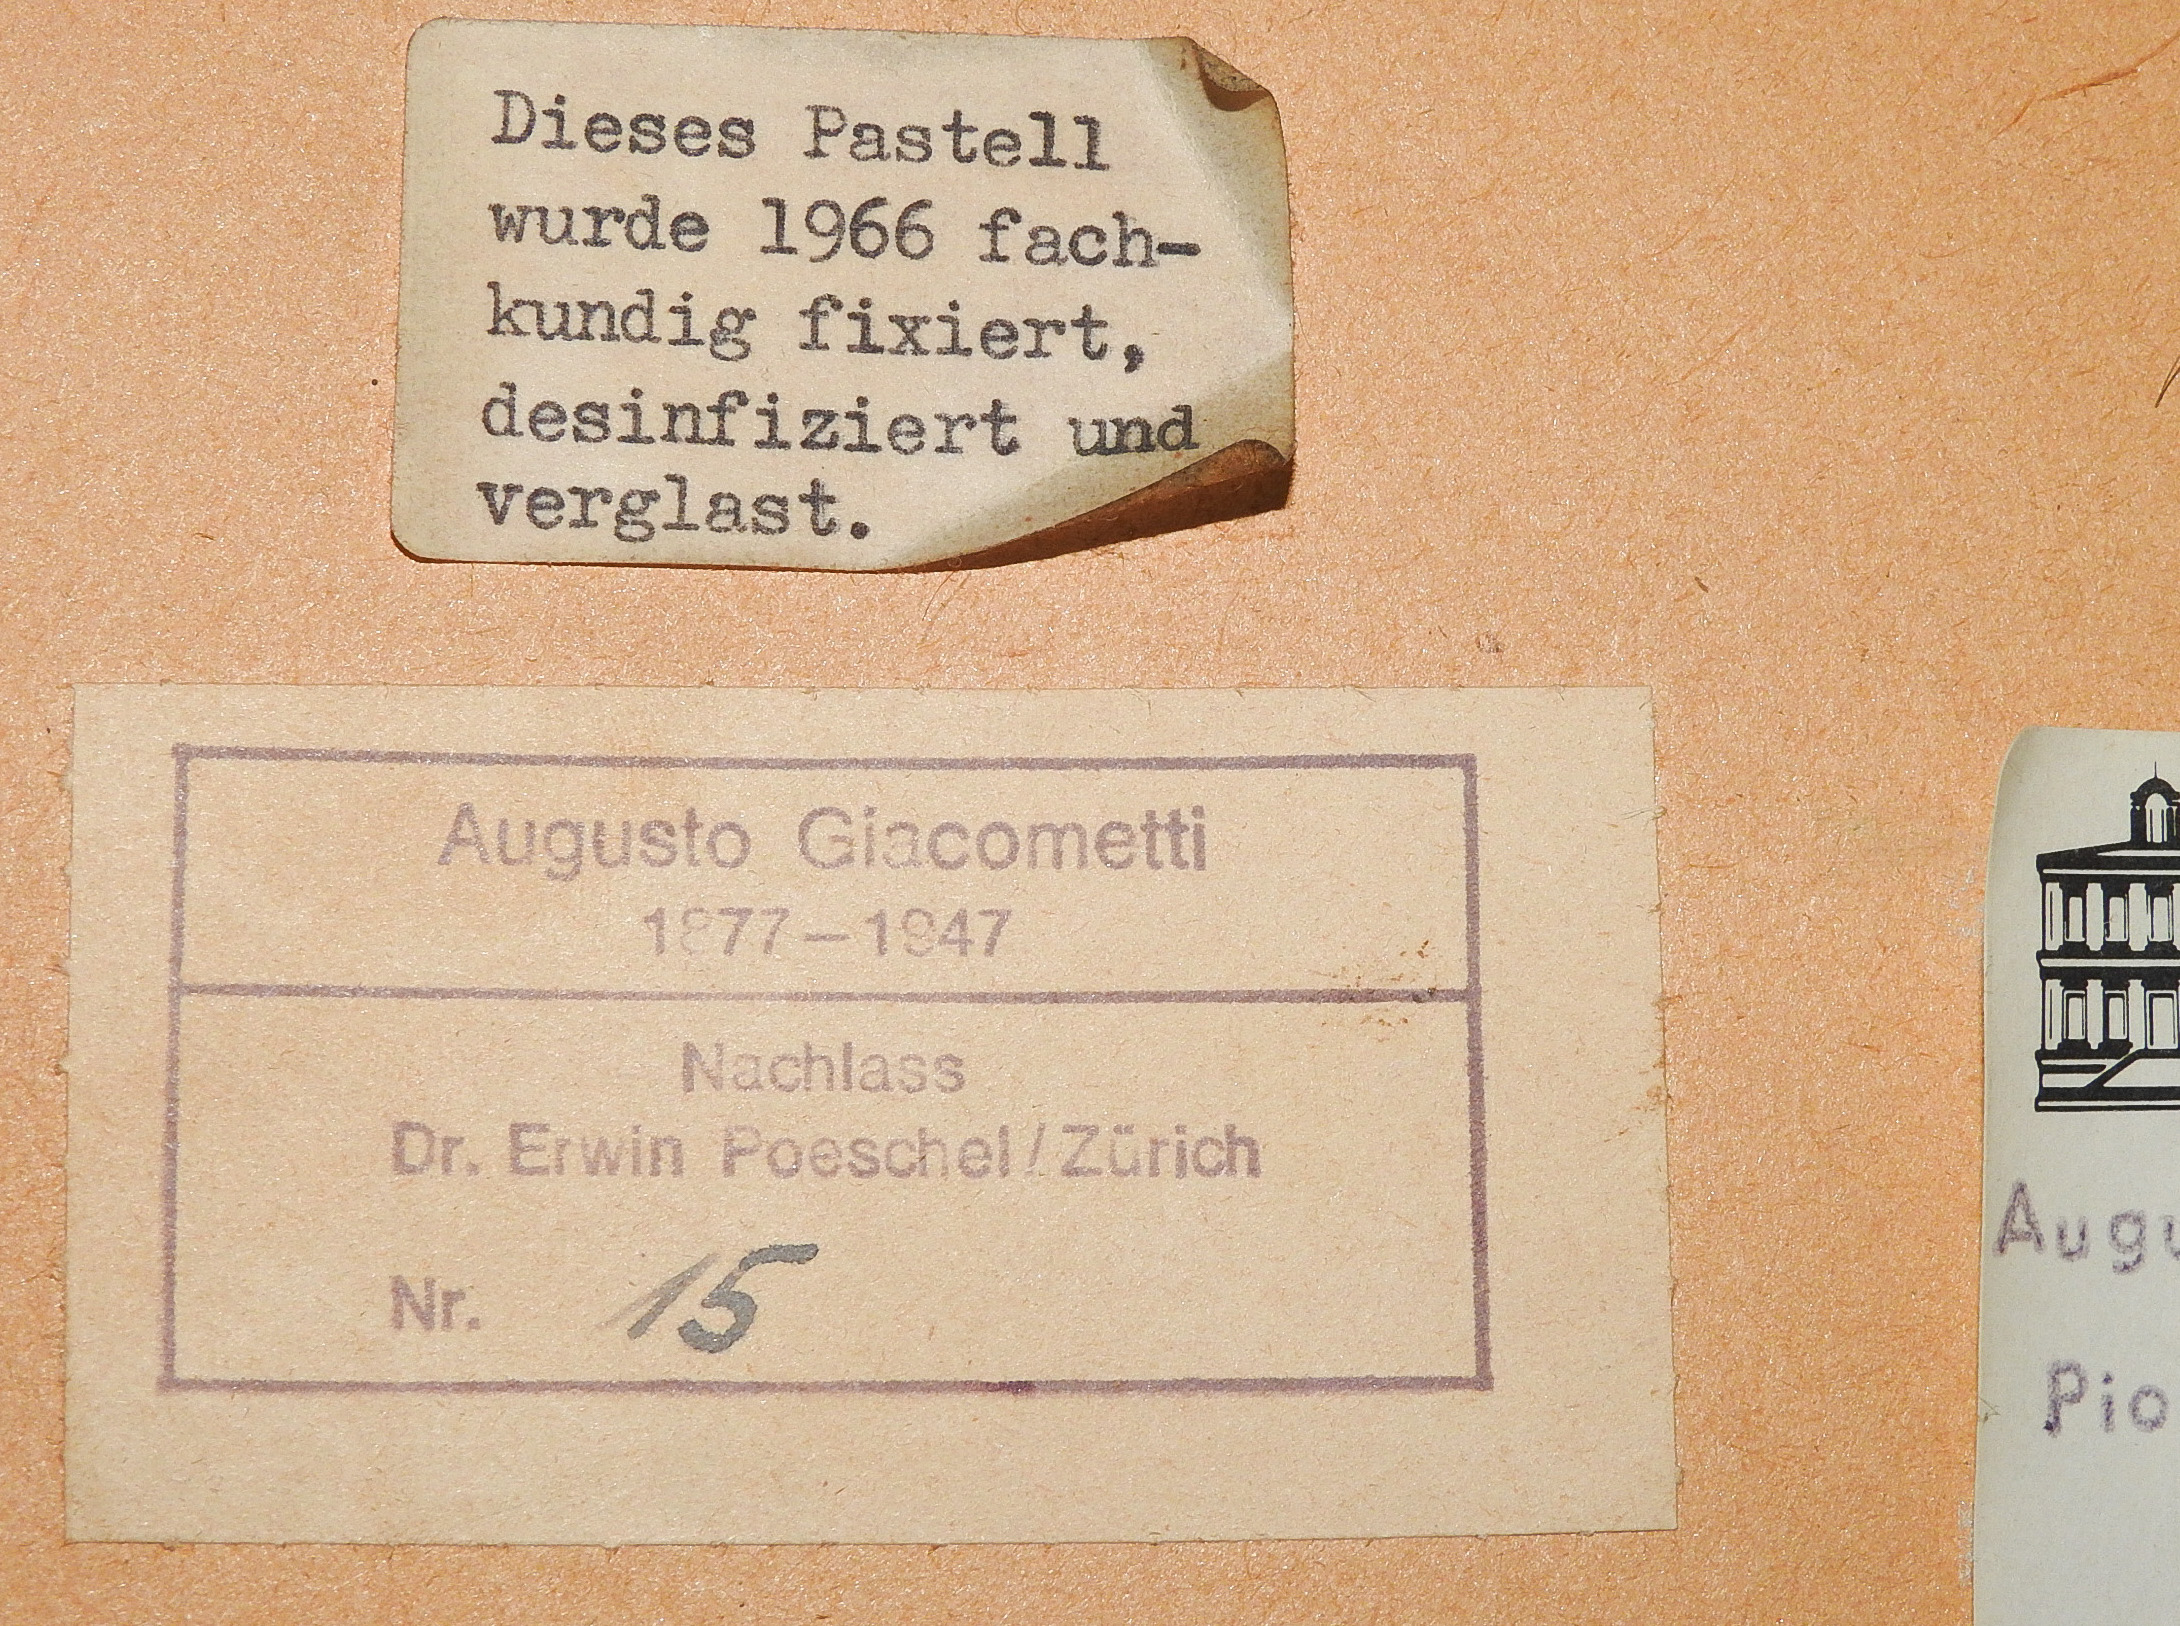 Dieses Pastell
wurde 1966 fach-
kundig fixiert,
desinfiziert und
verglast.
Augusto Giacometti
1877–1947
Nachlass
Dr. Erwin Poeschel/Zürich
Nr. 15
Augu
Pio